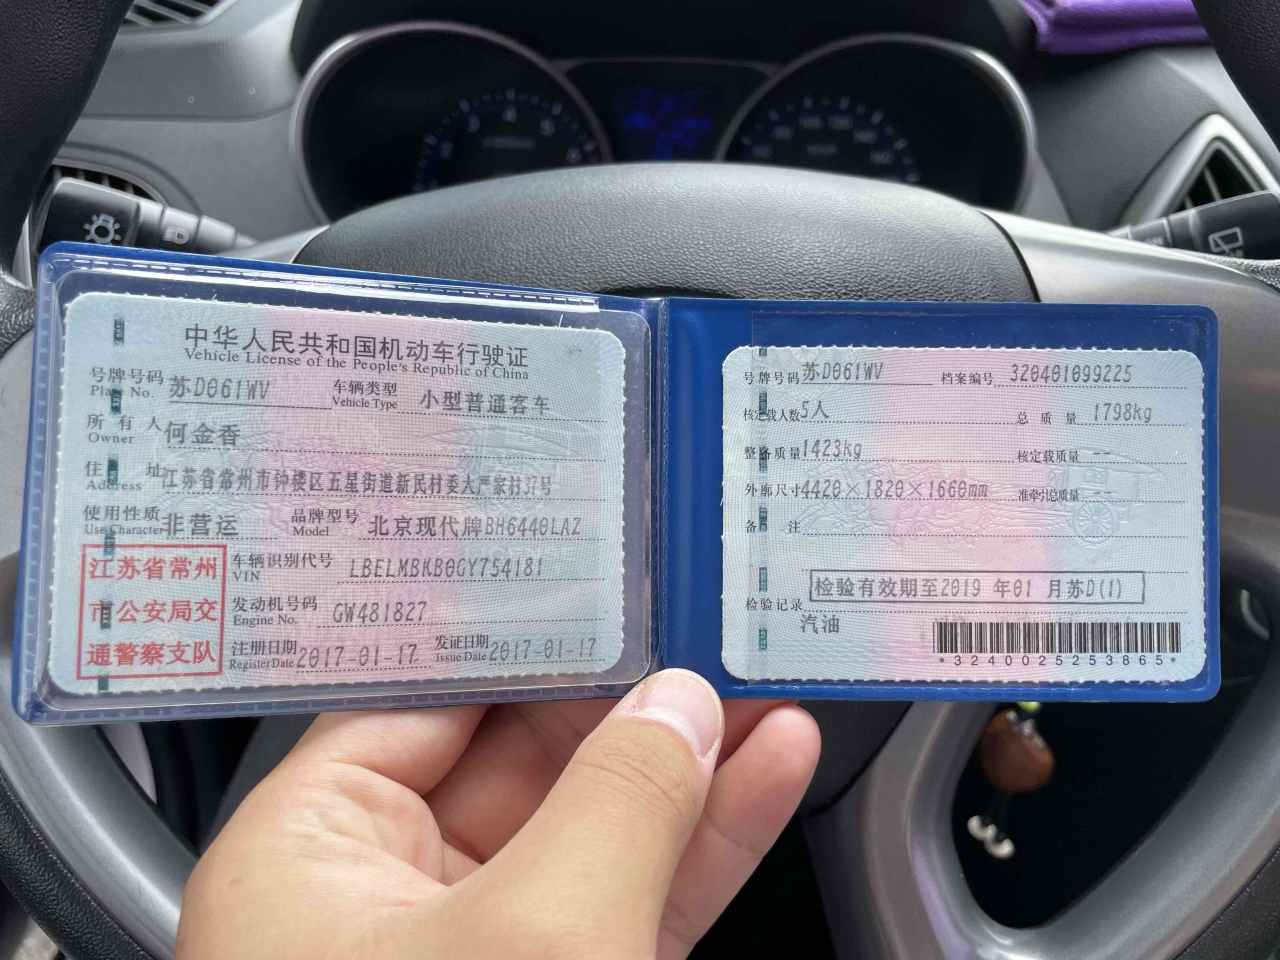 中华人民共和国机动车行驶证
Vehicle License of the People's Republic of China
号牌号码 苏D061WV 车辆类型 小型普通客车
Plate No. Vehicle Type
所有人 何金香
Owner
住址 江苏省常州市钟楼区五星街道新民村委大严家村37号
Address
使用性质 非营运 品牌型号 北京现代牌BH6440LAZ
Use Character Model
江苏省常州
市公安局交
通警察支队
车辆识别代号 LBELMBKB0GY754181
VIN
发动机号码 GW481827
Engine No.
注册日期 2017-01-17 发证日期 2017-01-17
Register Date Issue Date
号牌号码 苏D061WV 档案编号 320401099225
核定载人数 5人 总质量 1798kg
整备质量 1423kg 核定载质量 --
外廓尺寸 4420×1820×1660mm 准牵引总质量 --
备注
检验有效期至2019年01月苏D(1)
检验记录
汽油
*3240025253865*